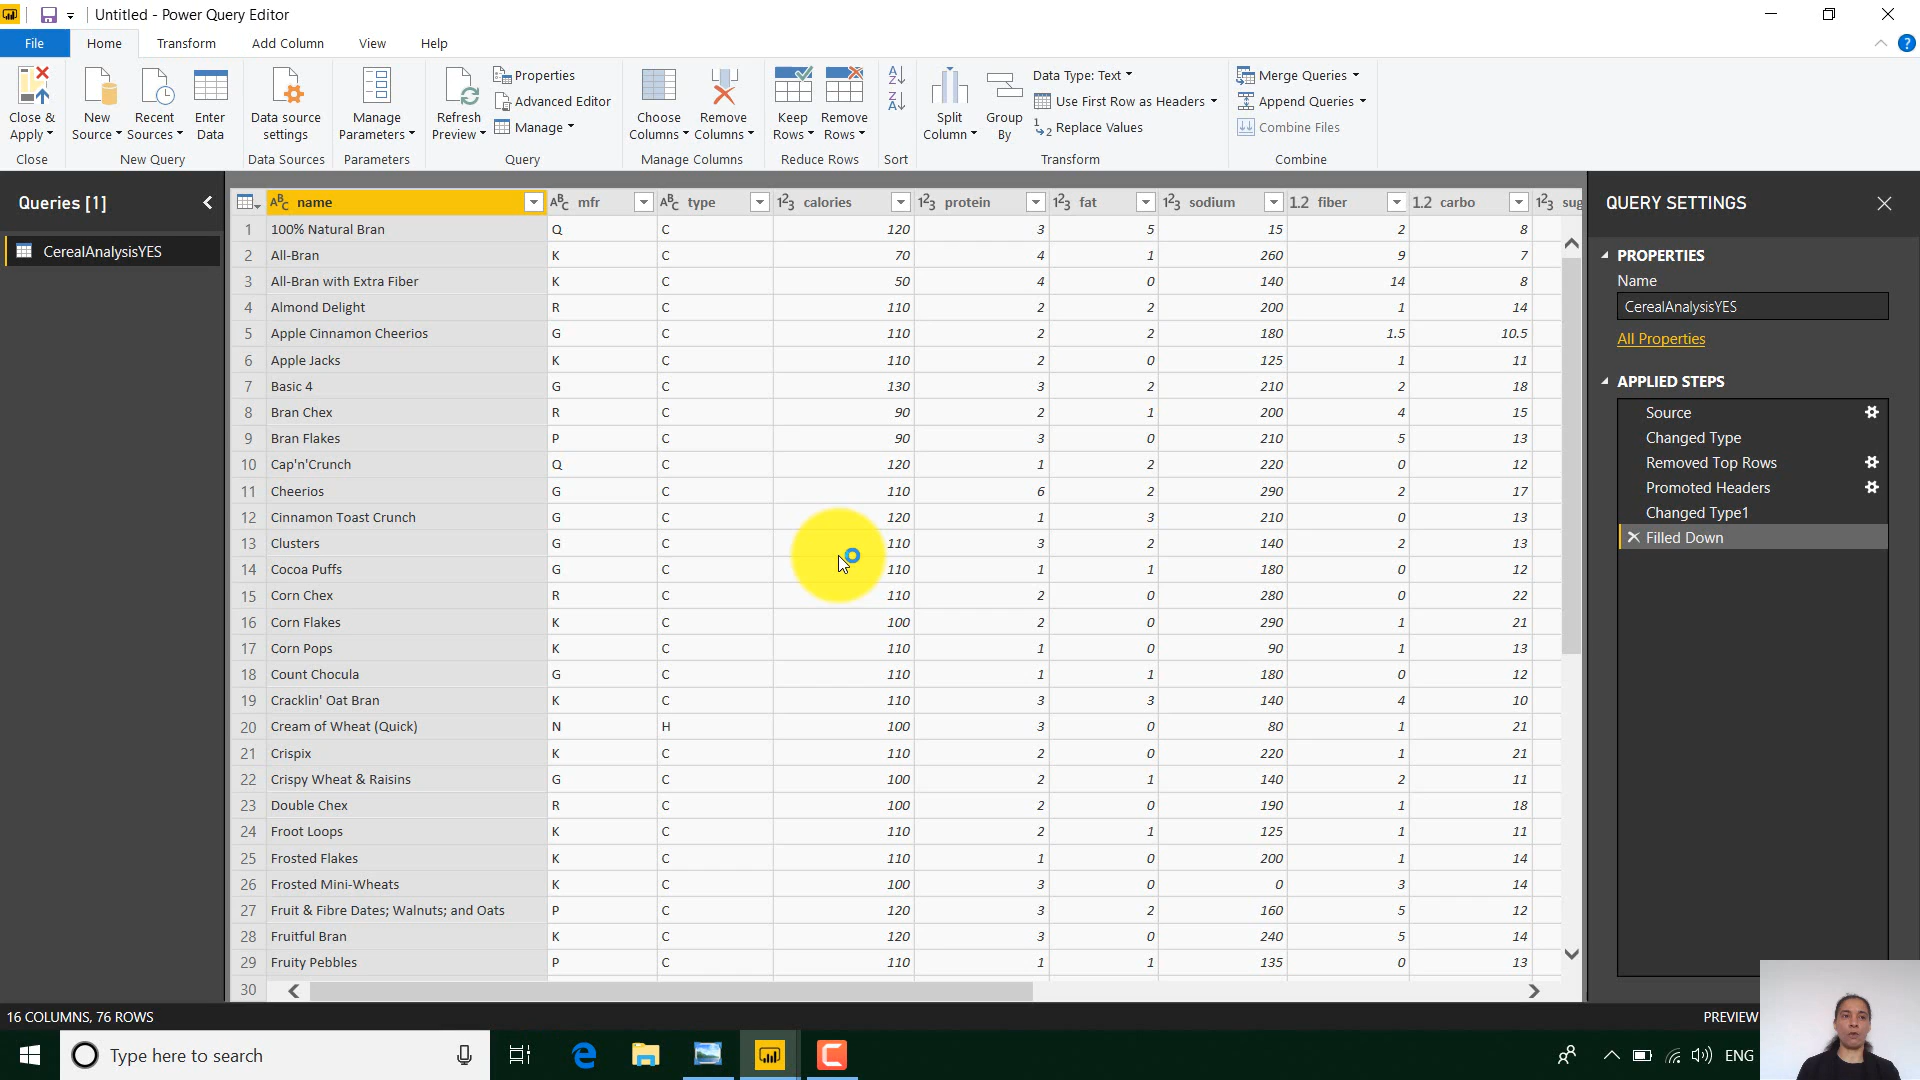 Untitled - Power Query Editor
File Home Transform Add Column View Help
Close & Apply
New Source
Recent Sources
Enter Data
Data source settings
Manage Parameters
Refresh Preview
Properties
Advanced Editor
Manage
Choose Columns
Remove Columns
Keep Rows
Remove Rows
Split Column
Group By
Data Type: Text
Use First Row as Headers
Replace Values
Merge Queries
Append Queries
Combine Files
Close New Query Data Sources Parameters Query Manage Columns Reduce Rows Sort Transform Combine
Queries [1]
CerealAnalysisYES
name mfr type calories protein fat sodium fiber carbo sug
1 100% Natural Bran Q C 120 3 5 15 2 8
2 All-Bran K C 70 4 1 260 9 7
3 All-Bran with Extra Fiber K C 50 4 0 140 14 8
4 Almond Delight R C 110 2 2 200 1 14
5 Apple Cinnamon Cheerios G C 110 2 2 180 1.5 10.5
6 Apple Jacks K C 110 2 0 125 1 11
7 Basic 4 G C 130 3 2 210 2 18
8 Bran Chex R C 90 2 1 200 4 15
9 Bran Flakes P C 90 3 0 210 5 13
10 Cap'n'Crunch Q C 120 1 2 220 0 12
11 Cheerios G C 110 6 2 290 2 17
12 Cinnamon Toast Crunch G C 120 1 3 210 0 13
13 Clusters G C 110 3 2 140 2 13
14 Cocoa Puffs G C 110 1 1 180 0 12
15 Corn Chex R C 110 2 0 280 0 22
16 Corn Flakes K C 100 2 0 290 1 21
17 Corn Pops K C 110 1 0 90 1 13
18 Count Chocula G C 110 1 1 180 0 12
19 Cracklin' Oat Bran K C 110 3 3 140 4 10
20 Cream of Wheat (Quick) N H 100 3 0 80 1 21
21 Crispix K C 110 2 0 220 1 21
22 Crispy Wheat & Raisins G C 100 2 1 140 2 11
23 Double Chex R C 100 2 0 190 1 18
24 Froot Loops K C 110 2 1 125 1 11
25 Frosted Flakes K C 110 1 0 200 1 14
26 Frosted Mini-Wheats K C 100 3 0 0 3 14
27 Fruit & Fibre Dates; Walnuts; and Oats P C 120 3 2 160 5 12
28 Fruitful Bran K C 120 3 0 240 5 14
29 Fruity Pebbles P C 110 1 1 135 0 13
30
QUERY SETTINGS
PROPERTIES
Name
CerealAnalysisYES
All Properties
APPLIED STEPS
Source
Changed Type
Removed Top Rows
Promoted Headers
Changed Type1
Filled Down
16 COLUMNS, 76 ROWS
PREVIEW
Type here to search
ENG